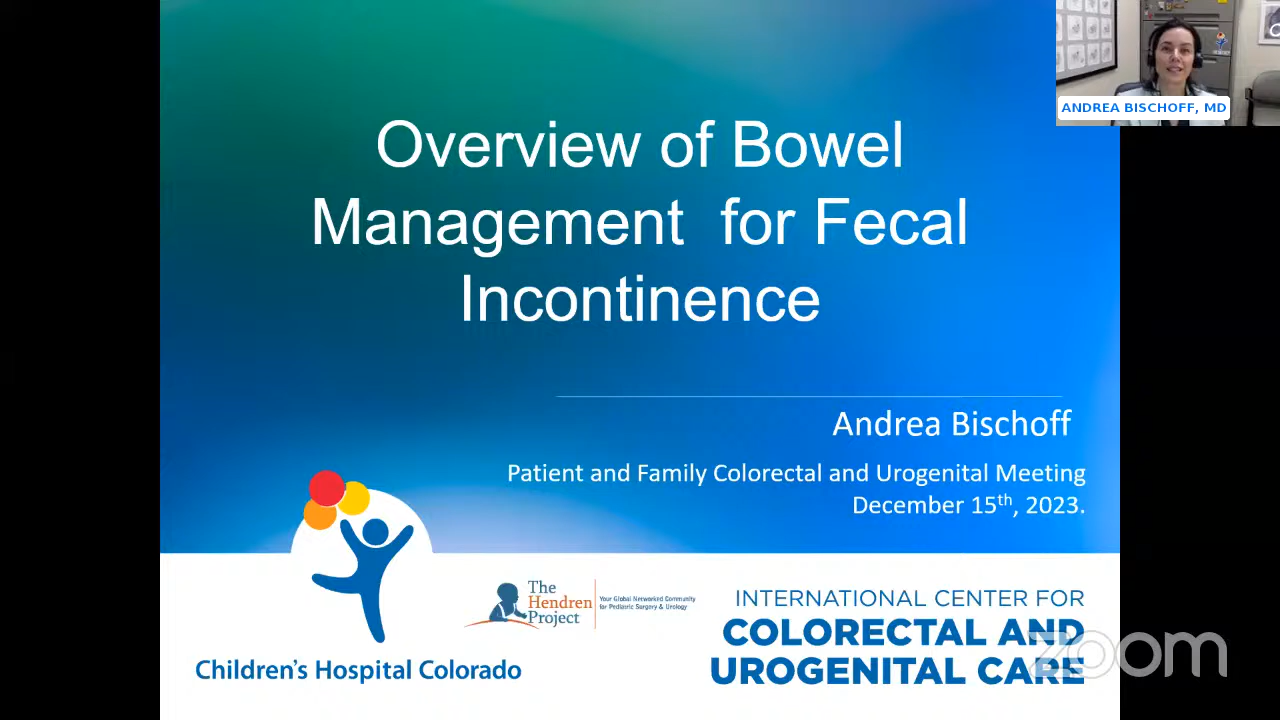 ANDREA BISCHOFF, MD
Overview of Bowel
Management for Fecal
Incontinence
Andrea Bischoff
Patient and Family Colorectal and Urogenital Meeting
December 15th, 2023.
Children's Hospital Colorado
The
Hendren
Project
Your Global Networked Community
for Pediatric Surgery & Urology
INTERNATIONAL CENTER FOR
COLORECTAL AND
UROGENITAL CARE
zoom